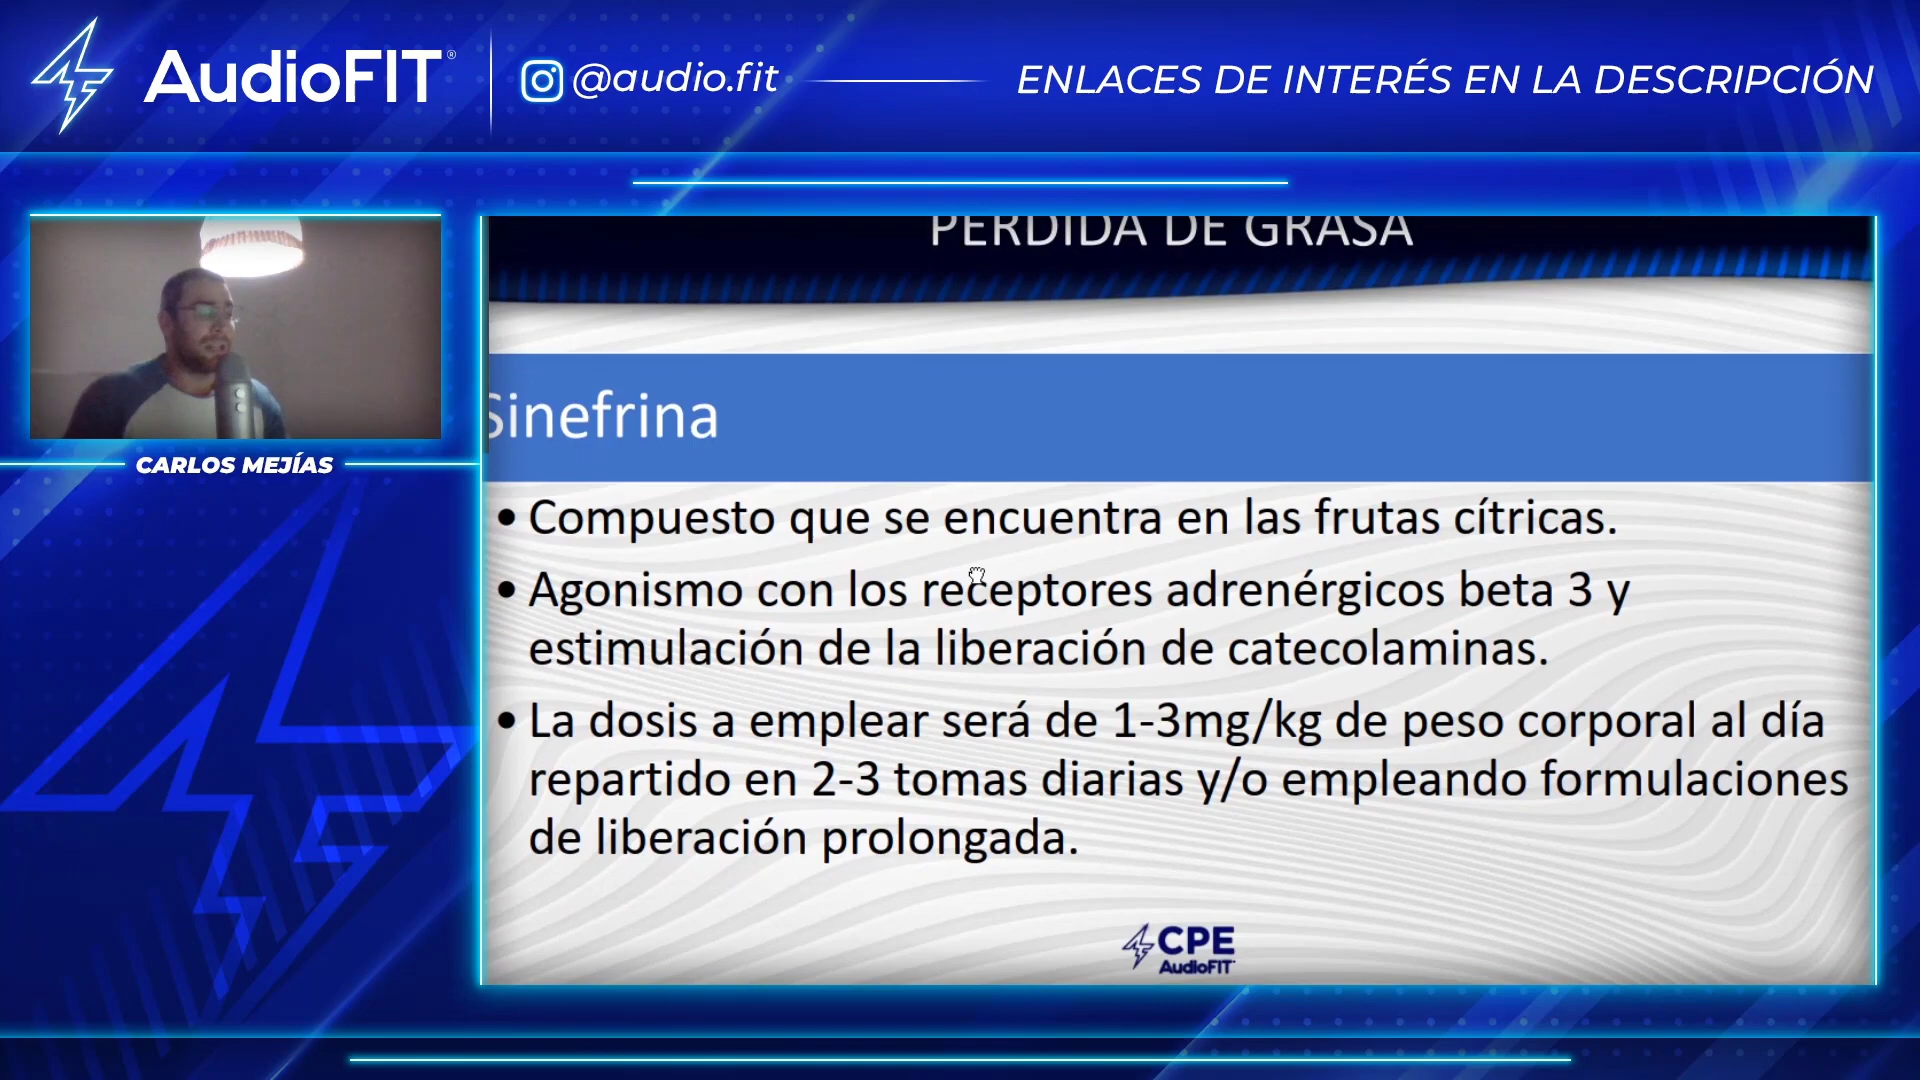 AudioFIT®
@audio.fit
ENLACES DE INTERÉS EN LA DESCRIPCIÓN
PERDIDA DE GRASA
Sinefrina
CARLOS MEJÍAS
• Compuesto que se encuentra en las frutas cítricas.
• Agonismo con los receptores adrenérgicos beta 3 y
estimulación de la liberación de catecolaminas.
• La dosis a emplear será de 1-3mg/kg de peso corporal al día
repartido en 2-3 tomas diarias y/o empleando formulaciones
de liberación prolongada.
CPE
AudioFIT